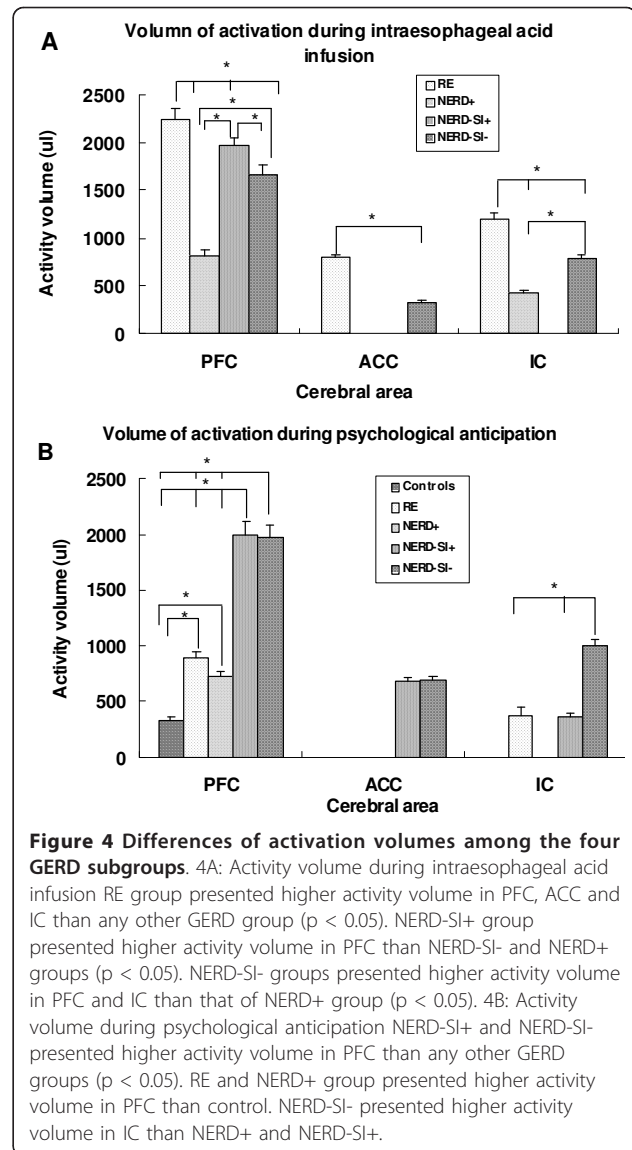 A
Volumn of activation during intraesophageal acid
infusion
Activity volume (ul)
2500
2000
1500
1000
500
0
RE
NERD+
NERD-SI+
NERD-SI-
*
*
*
*
*
*
*
PFC
ACC
IC
Cerebral area
B
Volume of activation during psychological anticipation
Activity volume (ul)
2500
2000
1500
1000
500
0
Controls
RE
NERD+
NERD-SI+
NERD-SI-
*
*
*
*
*
PFC
ACC
IC
Cerebral area
Figure 4 Differences of activation volumes among the four
GERD subgroups. 4A: Activity volume during intraesophageal acid
infusion RE group presented higher activity volume in PFC, ACC and
IC than any other GERD group (p < 0.05). NERD-SI+ group
presented higher activity volume in PFC than NERD-SI- and NERD+
groups (p < 0.05). NERD-SI- groups presented higher activity volume
in PFC and IC than that of NERD+ group (p < 0.05). 4B: Activity
volume during psychological anticipation NERD-SI+ and NERD-SI-
presented higher activity volume in PFC than any other GERD
groups (p < 0.05). RE and NERD+ group presented higher activity
volume in PFC than control. NERD-SI- presented higher activity
volume in IC than NERD+ and NERD-SI+.